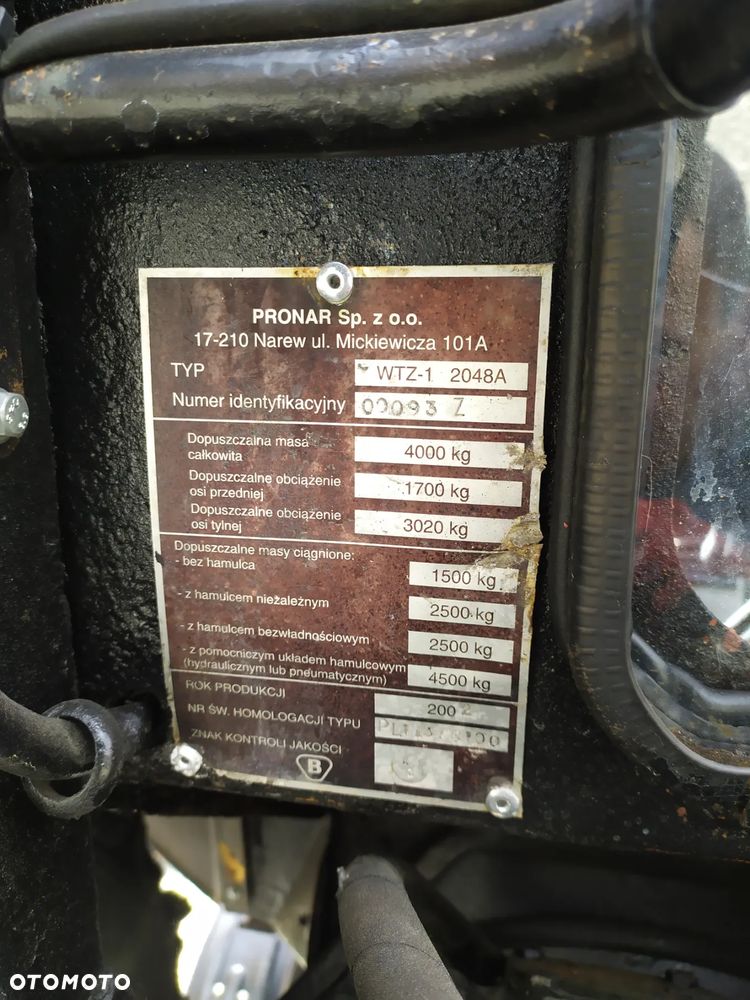 PRONAR Sp. z o.o.
17-210 Narew ul. Mickiewicza 101A
TYP WTZ-1 2048A
Numer identyfikacyjny 00093 Z
Dopuszczalna masa
całkowita 4000 kg
Dopuszczalne obciążenie
osi przedniej 1700 kg
Dopuszczalne obciążenie
osi tylnej 3020 kg
Dopuszczalne masy ciągnione:
- bez hamulca 1500 kg
- z hamulcem niezależnym 2500 kg
- z hamulcem bezwładnościowym 2500 kg
- z pomocniczym układem hamulcowym
(hydraulicznym lub pneumatycznym) 4500 kg
ROK PRODUKCJI 2002
NR ŚW. HOMOLOGACJI TYPU
ZNAK KONTROLI JAKOŚCI B
OTOMOTO